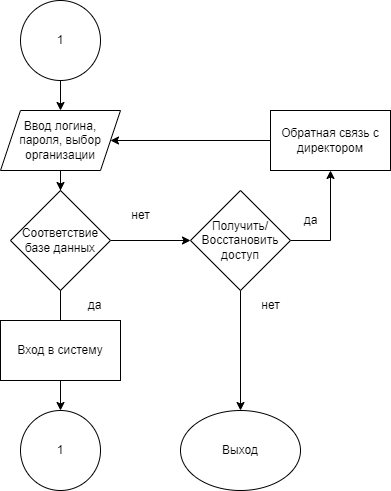 1
Ввод логина,
пароля, выбор
организации
Обратная связь с
директором
Соответствие
базе данных
нет
Получить/
Восстановить
доступ
да
да
нет
Вход в систему
1
Выход